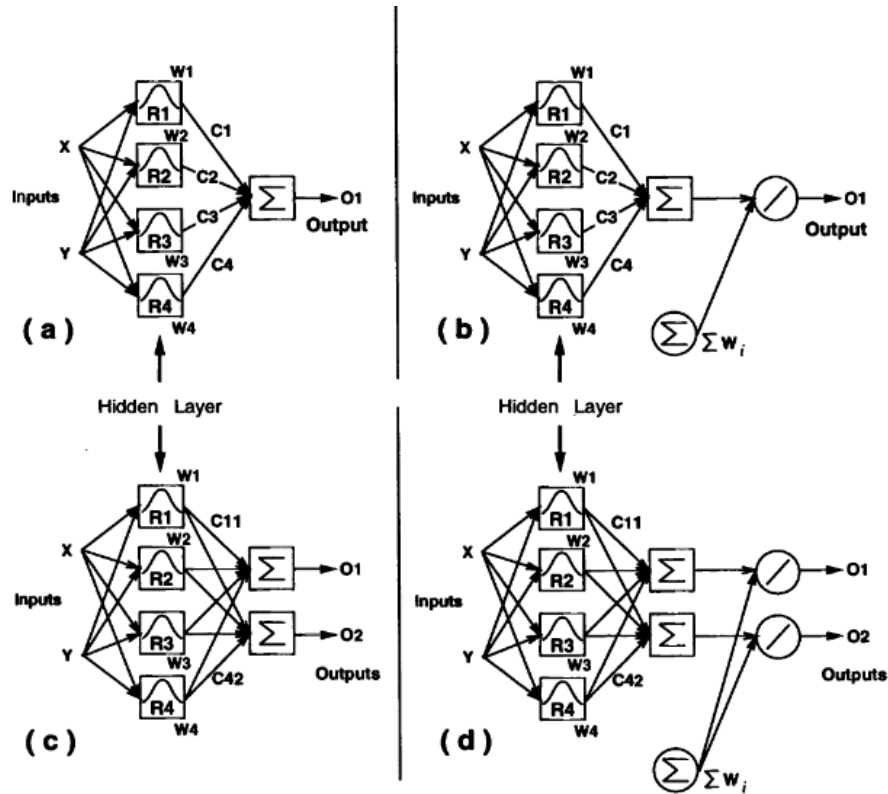 W1
R1
C1
W2
X
R2
C2
Inputs
Σ
O1
Output
R3
C3
Y
W3
C4
R4
W4
(a)
W1
R1
C1
W2
X
R2
C2
Inputs
Σ
/
O1
Output
R3
C3
Y
W3
C4
R4
W4
(b)
Σ
Σ Wi
Hidden Layer
Hidden Layer
W1
R1
C11
W2
X
R2
Σ
O1
Inputs
R3
Σ
O2
Y
W3
C42
Outputs
R4
W4
(c)
W1
R1
C11
W2
X
R2
Σ
/
O1
Inputs
R3
Σ
/
O2
Y
W3
C42
Outputs
R4
W4
(d)
Σ
Σ Wi